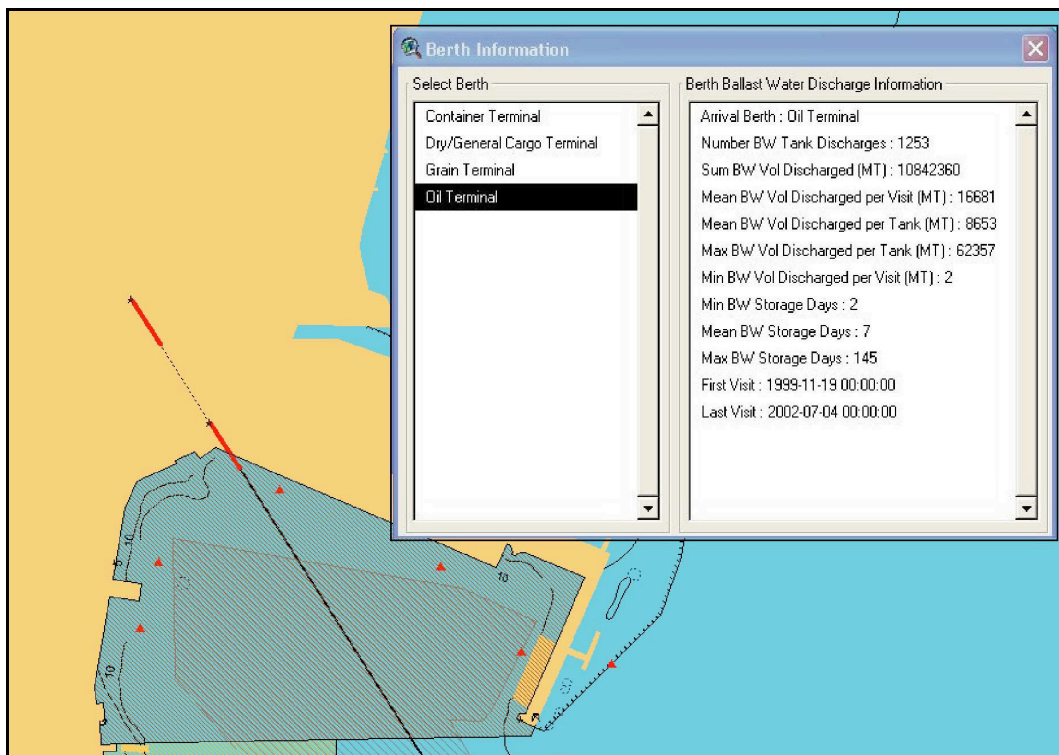 Berth Information
Select Berth
Container Terminal
Dry/General Cargo Terminal
Grain Terminal
Oil Terminal
Berth Ballast Water Discharge Information
Arrival Berth : Oil Terminal
Number BW Tank Discharges : 1253
Sum BW Vol Discharged (MT) : 10842360
Mean BW Vol Discharged per Visit (MT) : 16681
Mean BW Vol Discharged per Tank (MT) : 8653
Max BW Vol Discharged per Tank (MT) : 62357
Min BW Vol Discharged per Visit (MT) : 2
Min BW Storage Days : 2
Mean BW Storage Days : 7
Max BW Storage Days : 145
First Visit : 1999-11-19 00:00:00
Last Visit : 2002-07-04 00:00:00
10
10
10